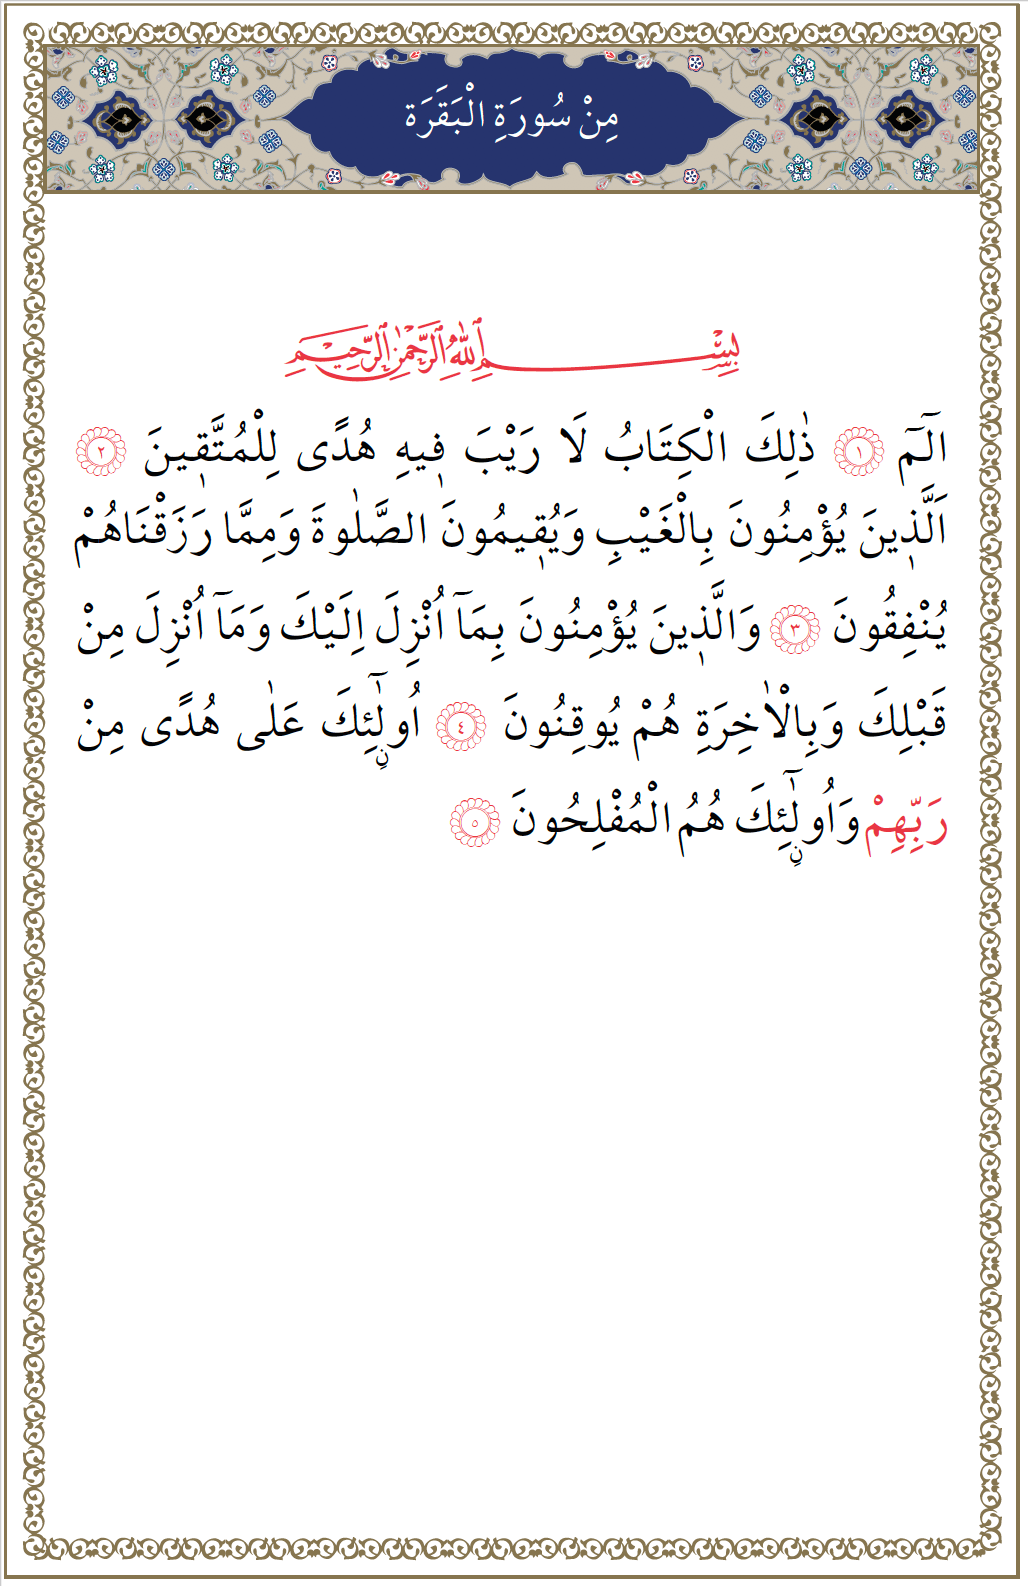 مِنْ سُورَةِ الْبَقَرَة
بِسْمِ اللّٰهِ الرَّحْمٰنِ الرَّحِيمِ
الٓمٓ ﴿١﴾ ذٰلِكَ الْكِتَابُ لَا رَيْبَ فٖيهِ هُدًى لِلْمُتَّقٖينَ ﴿٢﴾
اَلَّذٖينَ يُؤْمِنُونَ بِالْغَيْبِ وَيُقٖيمُونَ الصَّلٰوةَ وَمِمَّا رَزَقْنَاهُمْ
يُنْفِقُونَ ﴿٣﴾ وَالَّذٖينَ يُؤْمِنُونَ بِمَٓا اُنْزِلَ اِلَيْكَ وَمَٓا اُنْزِلَ مِنْ
قَبْلِكَ وَبِالْاٰخِرَةِ هُمْ يُوقِنُونَ ﴿٤﴾ اُولٰٓئِكَ عَلٰى هُدًى مِنْ
رَبِّهِمْ وَاُولٰٓئِكَ هُمُ الْمُفْلِحُونَ ﴿٥﴾